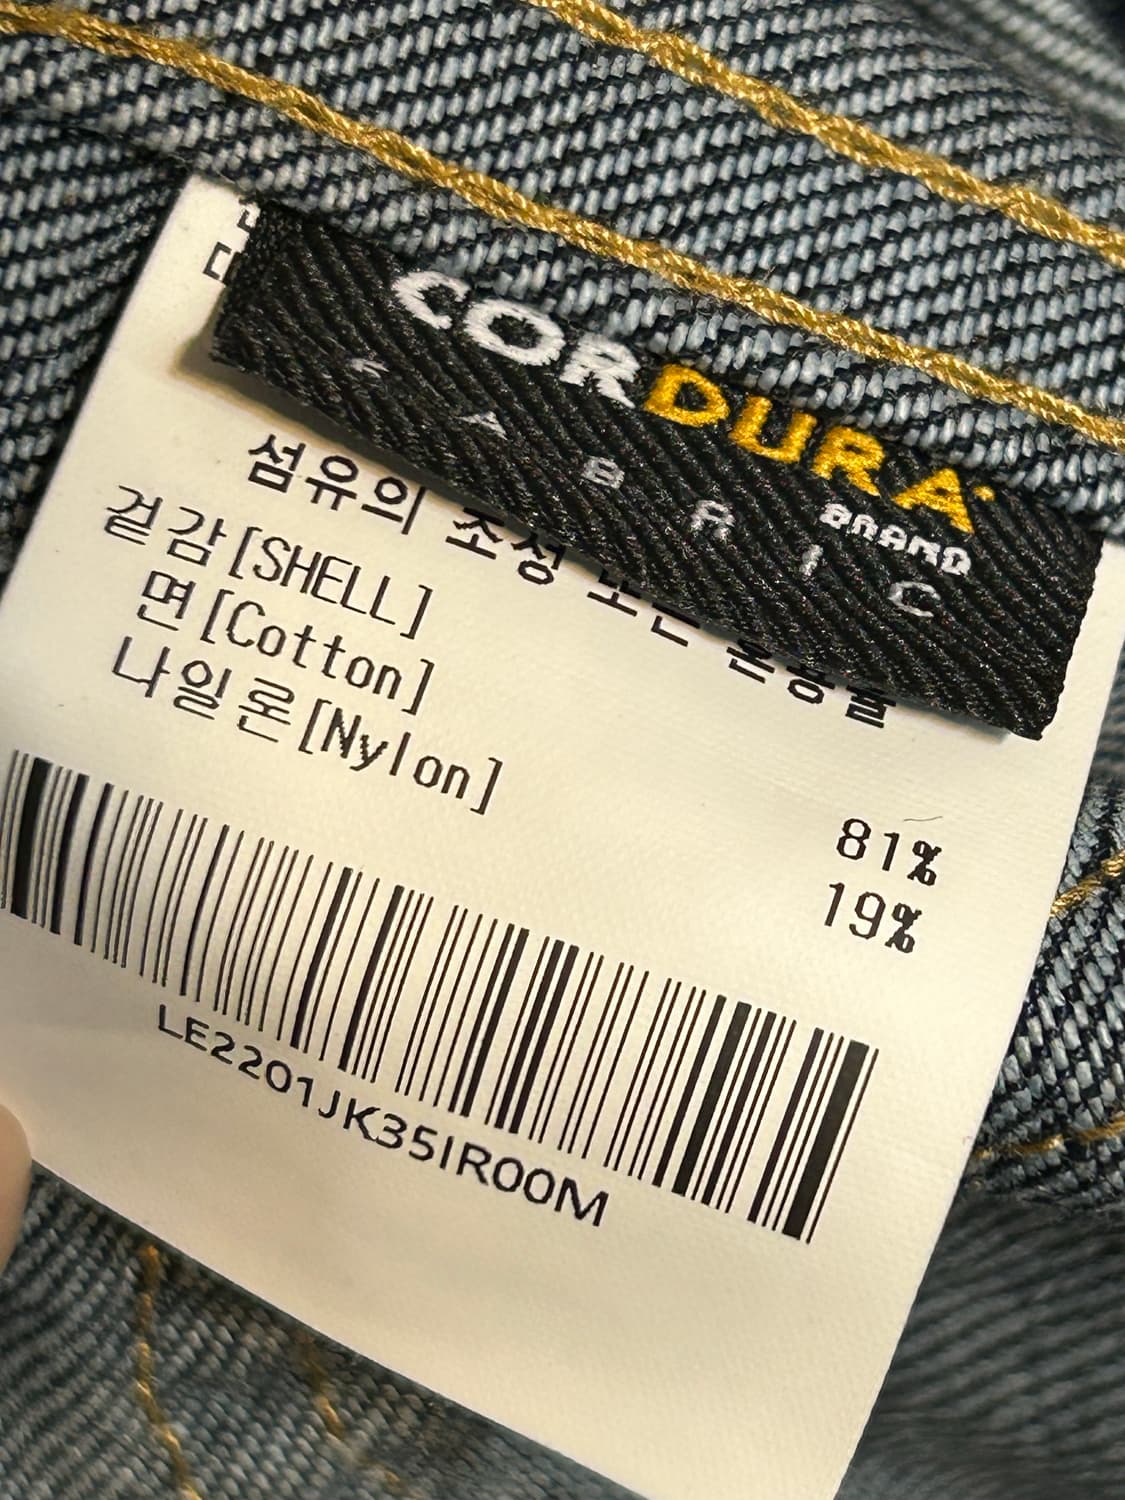 CORDURA
BRAND
FABRIC
섬유의 조성 또는 혼용률
겉감[SHELL]
면[Cotton] 81%
나일론[Nylon] 19%
LE2201JK35IR00M